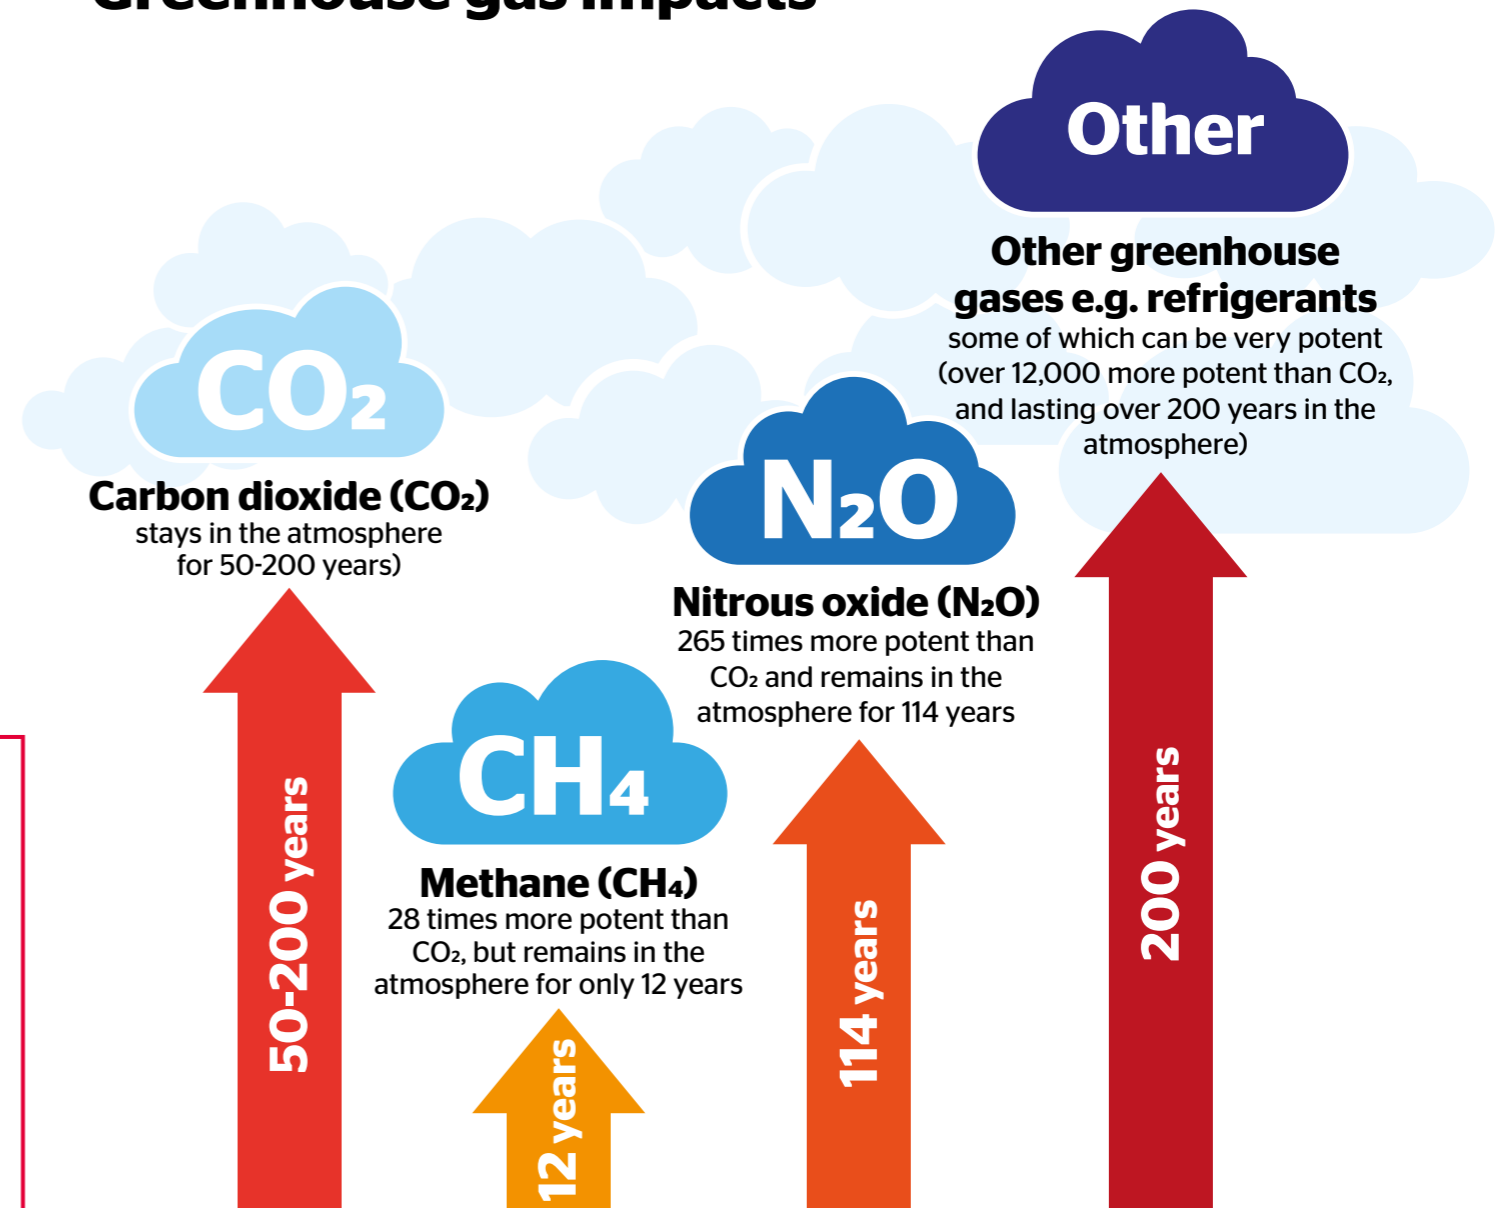 Greenhouse gas impacts
Other
Other greenhouse
gases e.g. refrigerants
some of which can be very potent
(over 12,000 more potent than CO₂,
and lasting over 200 years in the
atmosphere)
200 years
CO₂
Carbon dioxide (CO₂)
stays in the atmosphere
for 50-200 years)
50-200 years
N₂O
Nitrous oxide (N₂O)
265 times more potent than
CO₂ and remains in the
atmosphere for 114 years
114 years
CH₄
Methane (CH₄)
28 times more potent than
CO₂, but remains in the
atmosphere for only 12 years
12 years